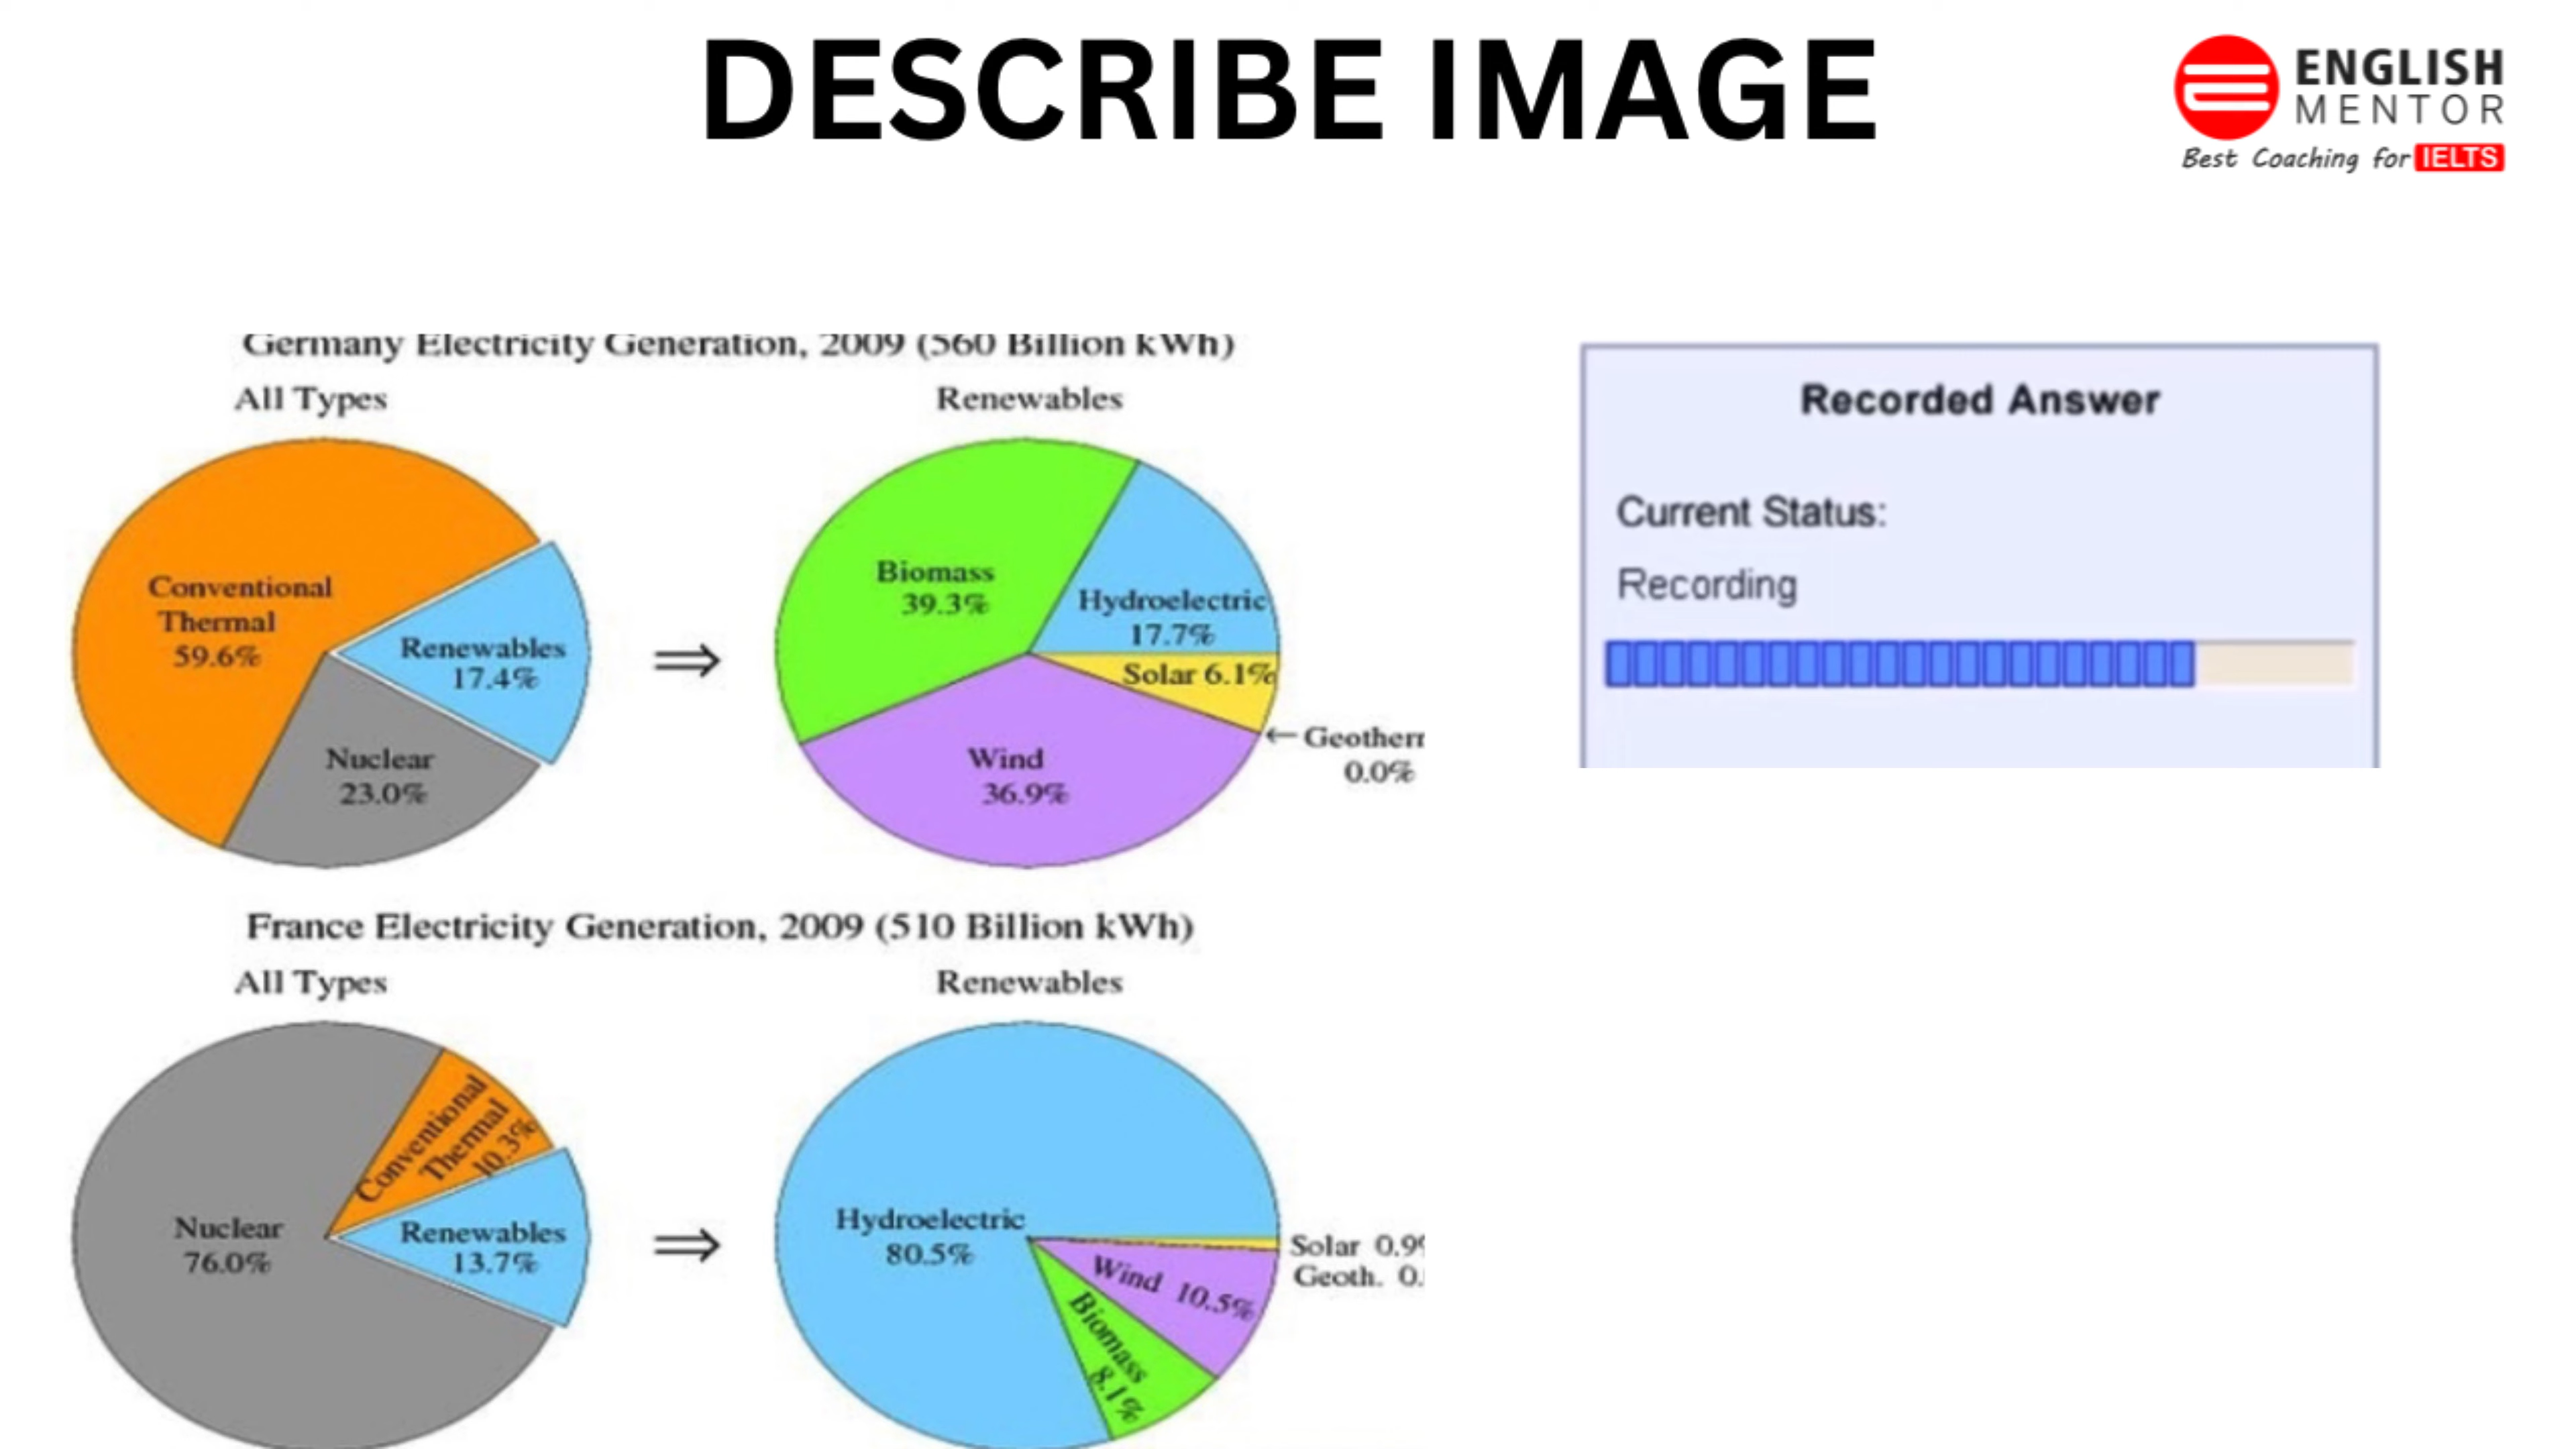 DESCRIBE IMAGE
ENGLISH
MENTOR
Best Coaching for IELTS
Germany Electricity Generation, 2009 (560 Billion kWh)
All Types
Renewables
Conventional
Thermal
59.6%
Renewables
17.4%
Nuclear
23.0%
⇒
Biomass
39.3%
Hydroelectric
17.7%
Solar 6.1%
Wind
36.9%
←
0.0%
France Electricity Generation, 2009 (510 Billion kWh)
All Types
Renewables
Nuclear
76.0%
Conventional
Thermal
10.3%
Renewables
13.7%
⇒
Hydroelectric
80.5%
Solar
Geoth.
Wind 10.5%
Biomass
8.1%
Recorded Answer
Current Status:
Recording